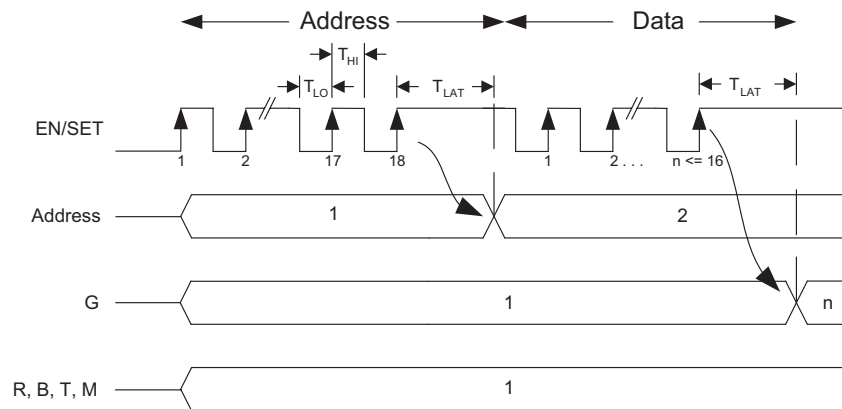 Address Data
T_HI
T_LO T_LAT T_LAT
EN/SET
1 2 17 18 1 2 . . . n <= 16
Address 1 2
G 1 n
R, B, T, M 1